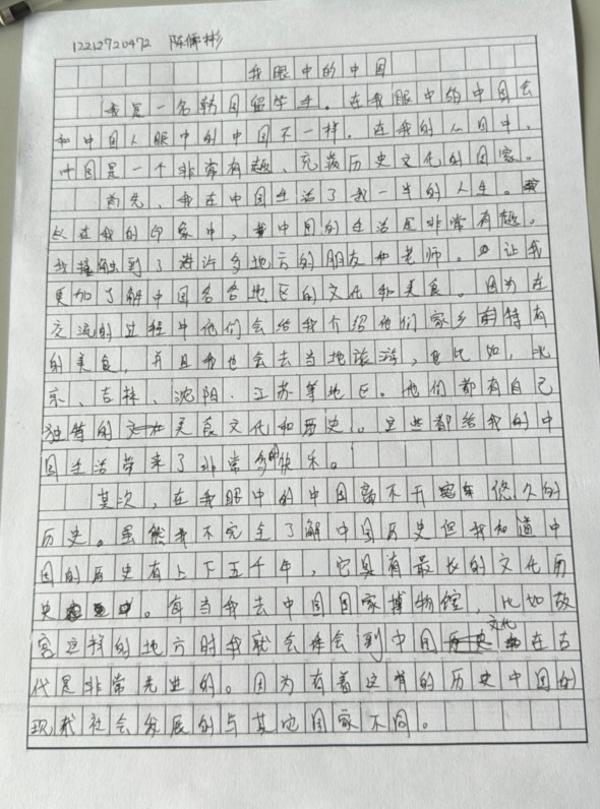 12212720472 陈佩彬
我眼中的中国
我是一名韩国留学生。在我眼中的中国会
和中国人眼中的中国不一样。在我的认同中，
中国是一个非常有趣、充满历史文化的国家。
首先，我在中国生活了我一半的人生。
在我的印象中，中国的生活是非常有趣。
我接触到了许多地方的朋友和老师。让我
更加了解中国各各地区的文化和美食。因为在
交流的过程中他们会给我介绍他们家乡特有
的美食，并且我也会去当地旅游，比如，北
京、吉林、沈阳、江苏等地区。他们都有自己
独特的美食文化和历史。这些都给我的中
国生活带来了非常多的快乐。
其次，在我眼中的中国离不开悠久的
历史。虽然我不完全了解中国历史但我知道中
国的历史有上下五千年，它具有最长的文化历
史。每当我去中国国家博物馆，比如故
宫这样的地方时我就会体会到中国文化在古
代是非常先进的。因为有着这样的历史中国的
现代社会发展的与其他国家不同。